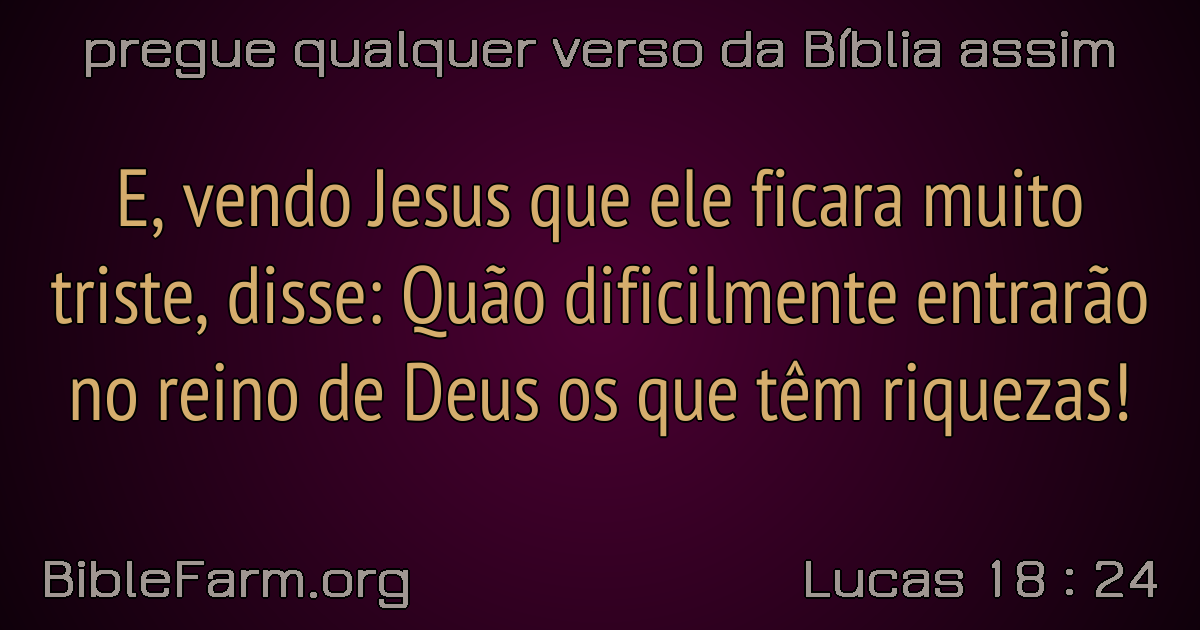 pregue qualquer verso da Bíblia assim
E, vendo Jesus que ele ficara muito
triste, disse: Quão dificilmente entrarão
no reino de Deus os que têm riquezas!
BibleFarm.org
Lucas 18 : 24